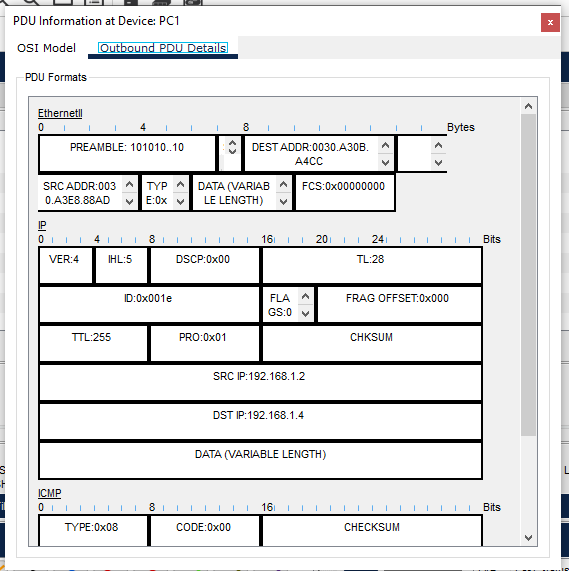 PDU Information at Device: PC1
OSI Model Outbound PDU Details
PDU Formats
EthernetII
0 4 8 Bytes
PREAMBLE: 101010..10 DEST ADDR:0030.A30B.
A4CC
SRC ADDR:003 TYP DATA (VARIAB FCS:0x00000000
0.A3E8.88AD E:0x LE LENGTH)
IP
0 4 8 16 20 24 Bits
VER:4 IHL:5 DSCP:0x00 TL:28
ID:0x001e FLA FRAG OFFSET:0x000
GS:0
TTL:255 PRO:0x01 CHKSUM
SRC IP:192.168.1.2
DST IP:192.168.1.4
DATA (VARIABLE LENGTH)
ICMP
0 8 16 Bits
TYPE:0x08 CODE:0x00 CHECKSUM